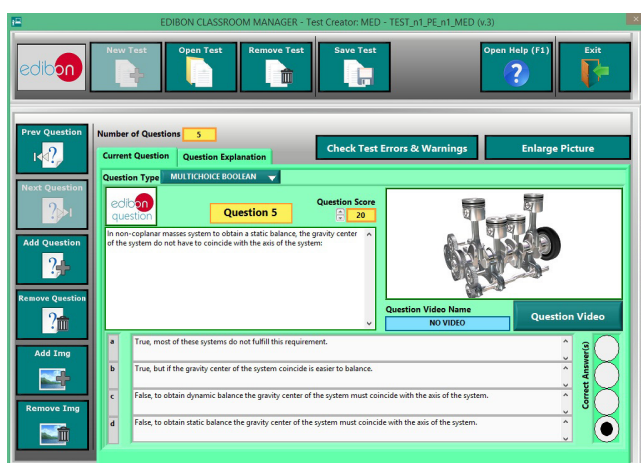 EDIBON CLASSROOM MANAGER - Test Creator: MED - TEST_n1_PE_n1_MED (v.3)
edibon
New Test
Open Test
Remove Test
Save Test
Open Help (F1)
Exit
Prev Question
Next Question
Add Question
Remove Question
Add Img
Remove Img
Number of Questions 5
Check Test Errors & Warnings
Enlarge Picture
Current Question
Question Explanation
Question Type MULTICHOICE BOOLEAN
edibon
question
Question 5
Question Score
20
In non-coplanar masses system to obtain a static balance, the gravity center
of the system do not have to coincide with the axis of the system:
Question Video Name
NO VIDEO
Question Video
a True, most of these systems do not fulfill this requirement.
b True, but if the gravity center of the system coincide is easier to balance.
c False, to obtain dynamic balance the gravity center of the system must coincide with the axis of the system.
d False, to obtain static balance the gravity center of the system must coincide with the axis of the system.
Correct Answer(s)